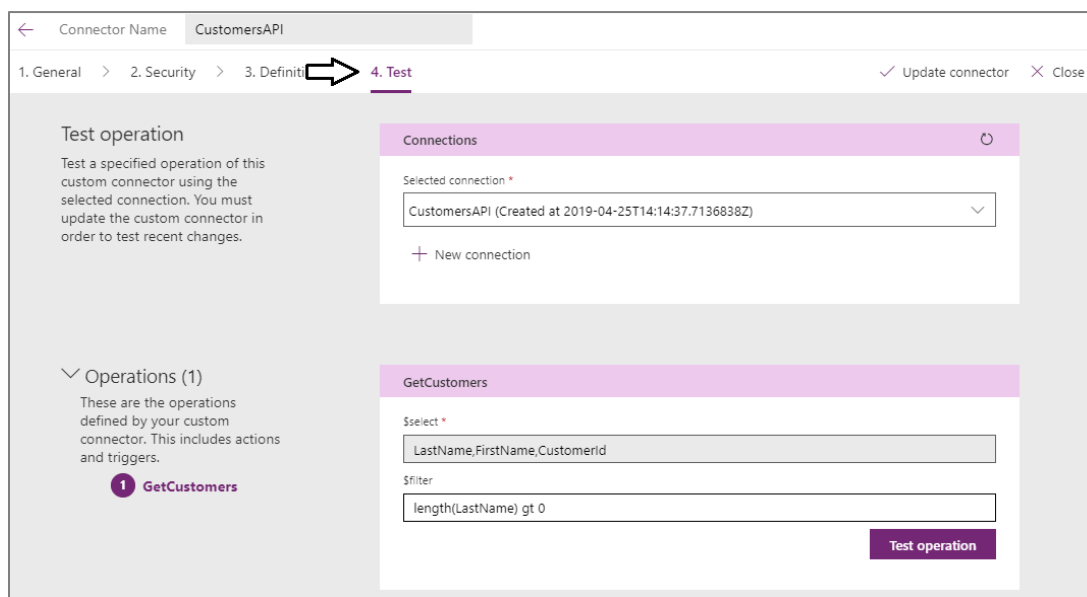 Connector Name CustomersAPI
1. General > 2. Security > 3. Definiti 4. Test
Update connector Close
Test operation
Test a specified operation of this
custom connector using the
selected connection. You must
update the custom connector in
order to test recent changes.
Connections
Selected connection *
CustomersAPI (Created at 2019-04-25T14:14:37.7136838Z)
New connection
Operations (1)
These are the operations
defined by your custom
connector. This includes actions
and triggers.
1 GetCustomers
GetCustomers
$select *
LastName,FirstName,CustomerId
$filter
length(LastName) gt 0
Test operation